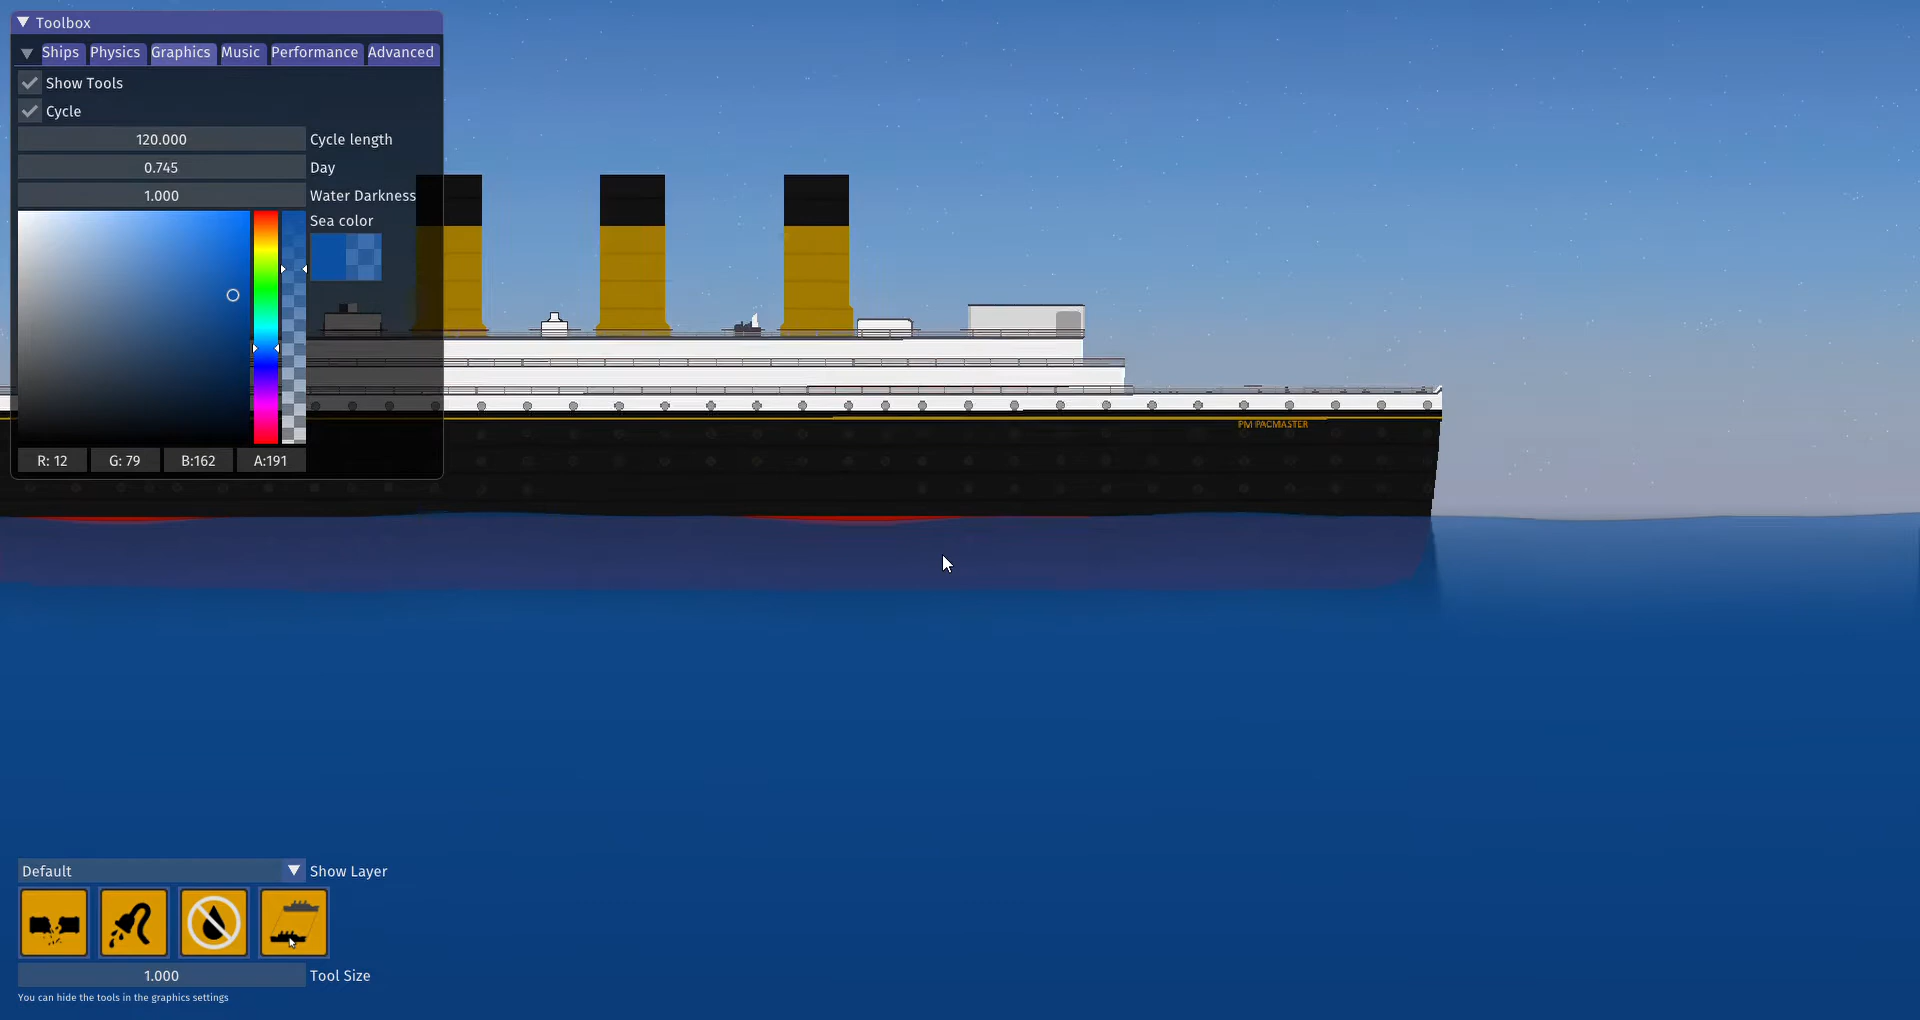 Toolbox
Ships Physics Graphics Music Performance Advanced
Show Tools
Cycle
120.000 Cycle length
0.745 Day
1.000 Water Darkness
Sea color
R: 12 G: 79 B:162 A:191
PM PACMASTER
Default Show Layer
1.000 Tool Size
You can hide the tools in the graphics settings